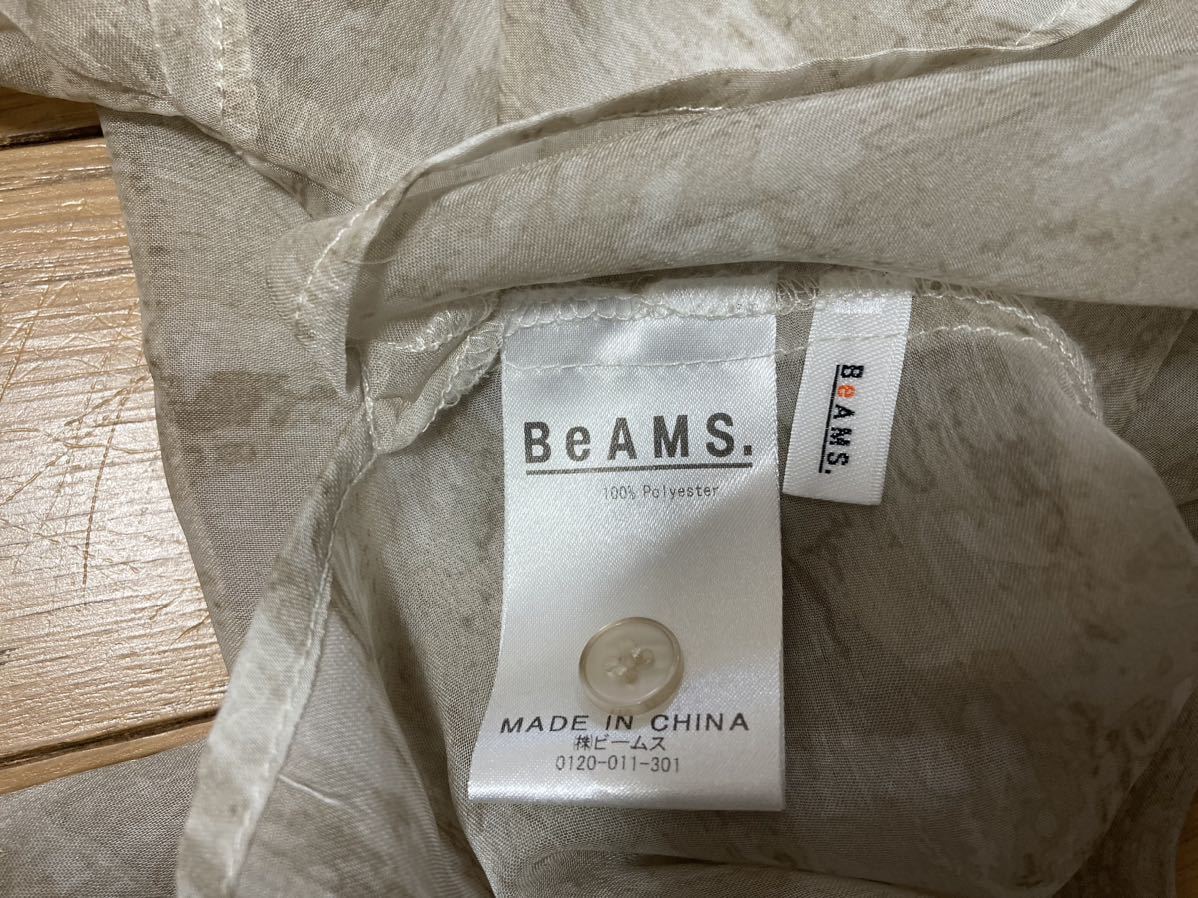 BeAMS.
100% Polyester
MADE IN CHINA
㈱ビームス
0120-011-301
BeAMS.